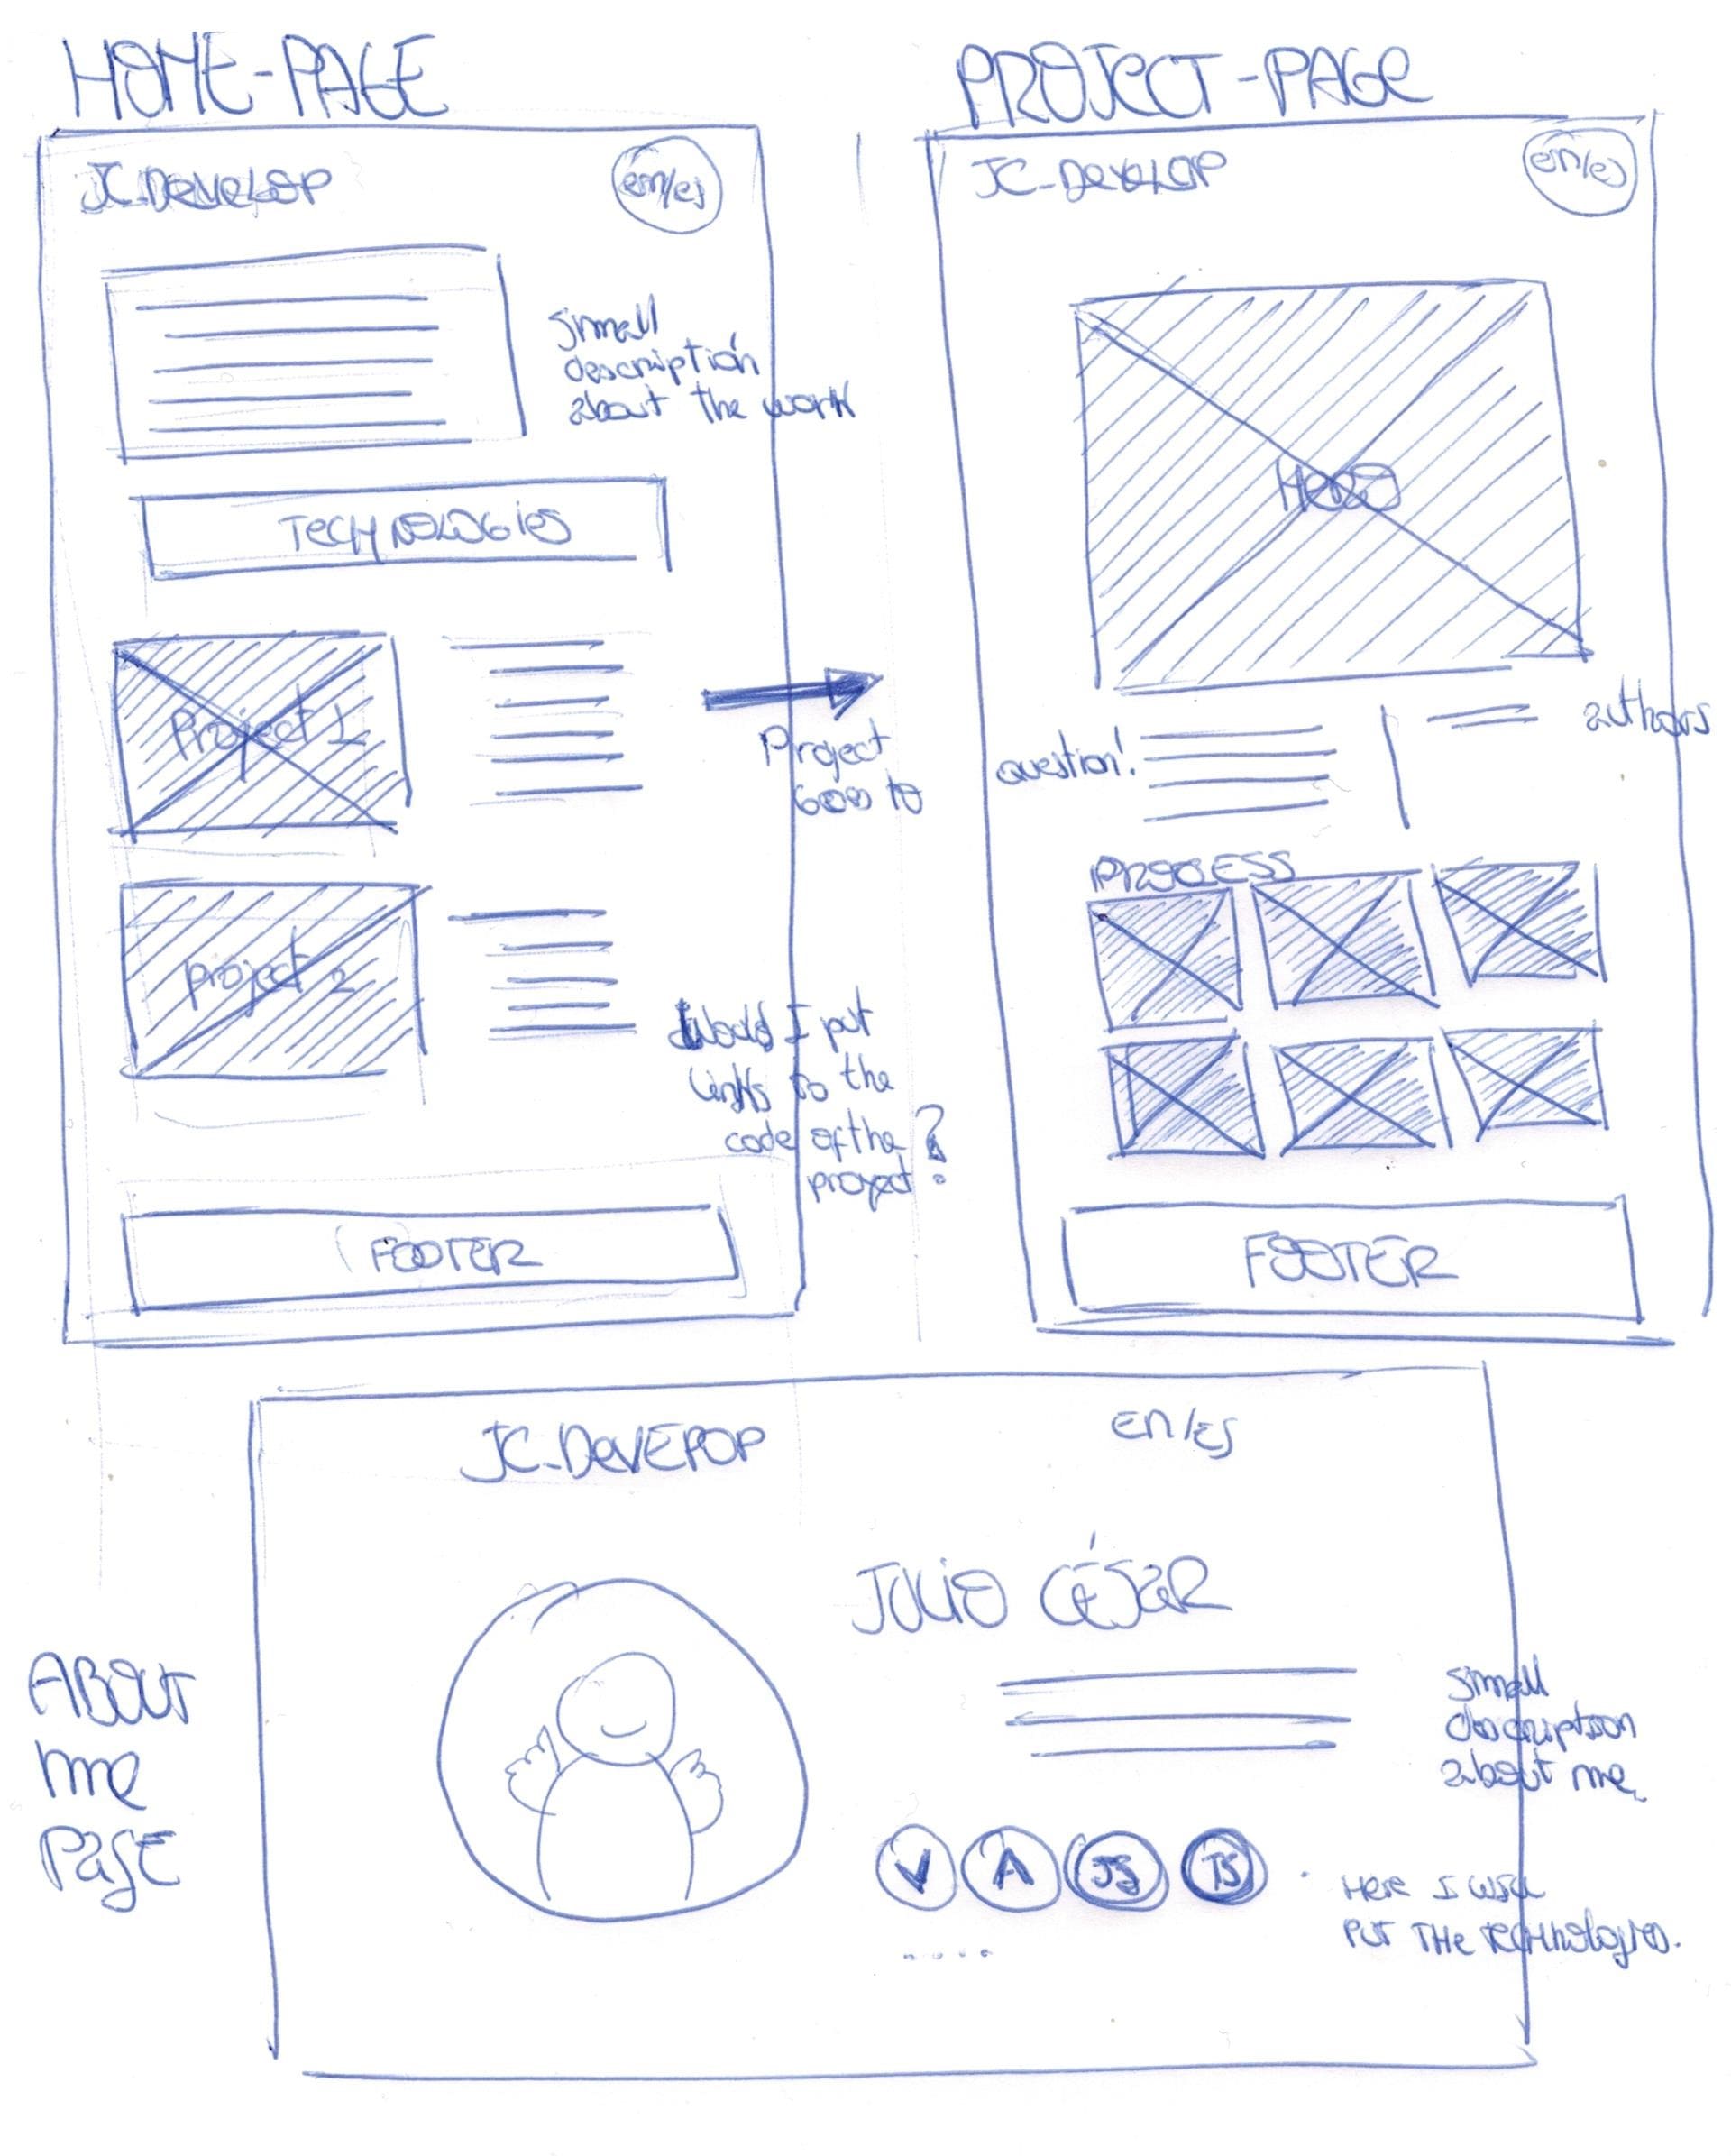 HOME-PAGE
JC-DEVELOP
en/es
small
description
about the work
TECHNOLOGIES
Project 1
Project
Goes to
project 2
I put
Links to the
code of the
project?
FOOTER
PROJECT-PAGE
JC-DEVELOP
en/es
HERO
question!
authors
PROCESS
FOOTER
ABOUT
me
PAGE
JC-DEVEPOP
EN/ES
JULIO CÉSAR
small
description
about me
V
A
JS
TS
HERE I WILL
PUT THE TECHNOLOGIES.